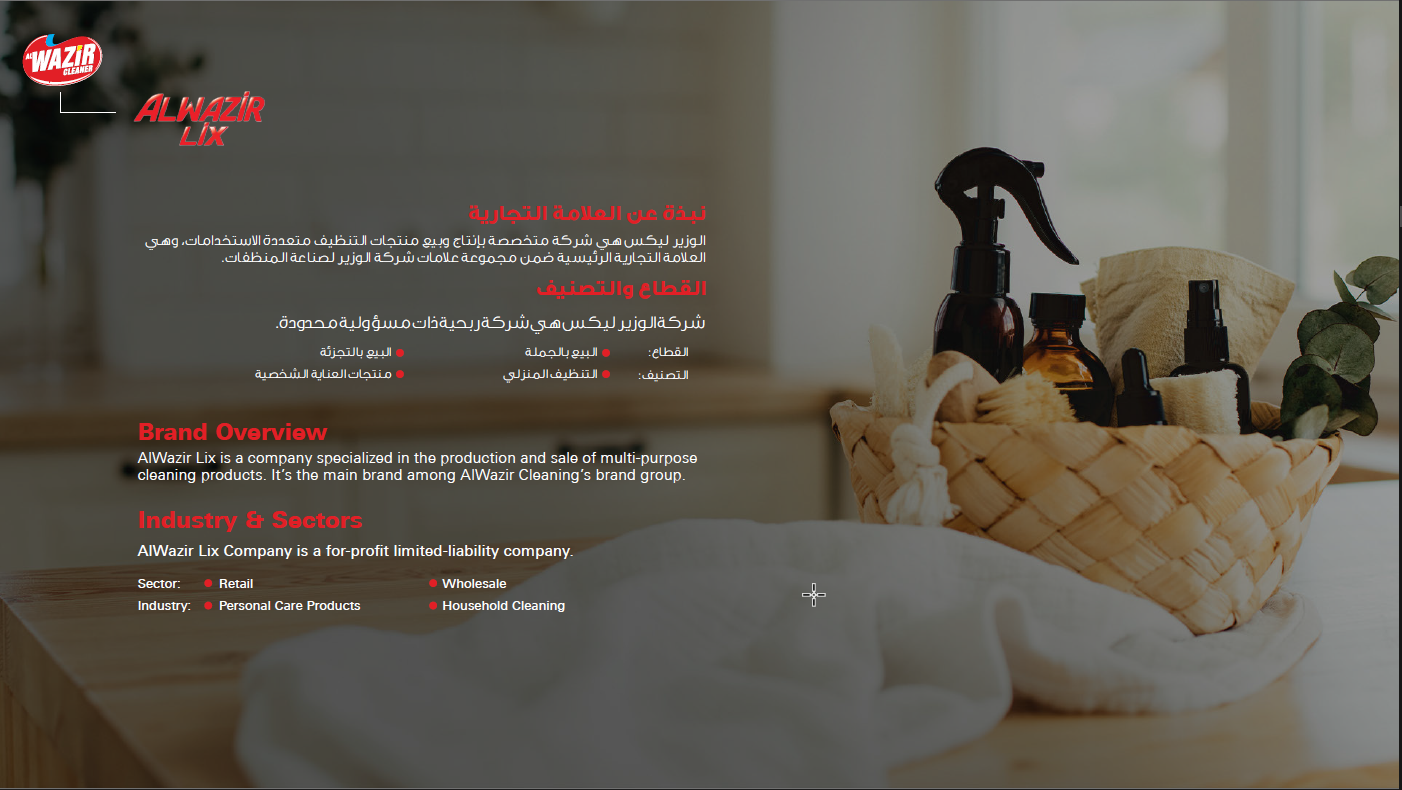 AL WAZIR
CLEANER
ALWAZIR
LIX
نبذة عن العلامة التجارية
الوزير ليكس هي شركة متخصصة بإنتاج وبيع منتجات التنظيف متعددة الاستخدامات، وهي
العلامة التجارية الرئيسية ضمن مجموعة علامات شركة الوزير لصناعة المنظفات.
القطاع والتصنيف
شركة الوزير ليكس هي شركة ربحية ذات مسؤولية محدودة.
القطاع: البيع بالجملة البيع بالتجزئة
التصنيف: التنظيف المنزلي منتجات العناية الشخصية
Brand Overview
AlWazir Lix is a company specialized in the production and sale of multi-purpose
cleaning products. It's the main brand among AlWazir Cleaning's brand group.
Industry & Sectors
AlWazir Lix Company is a for-profit limited-liability company.
Sector: Retail Wholesale
Industry: Personal Care Products Household Cleaning